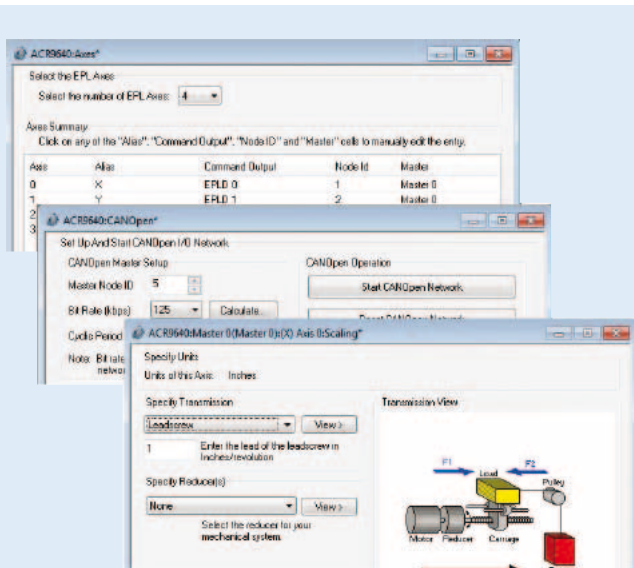 ACR9640:Axes*
Select the EPL Axes
Select the number of EPL Axes: 4
Axes Summary
Click on any of the "Alias", "Command Output", "Node ID" and "Master" cells to manually edit the entry.
Axis Alias Command Output Node Id Master
0 X EPLD 0 1 Master 0
1 Y EPLD 1 2 Master 0
2
3
ACR9640:CANOpen*
Set Up And Start CANOpen I/O Network
CANOpen Master Setup CANOpen Operation
Master Node ID 5 Start CANOpen Network
Bit Rate (kbps) 125 Calculate...
Cyclic Period
Note: Bit rate
networ
ACR9640:Master 0(Master 0):(X) Axis 0:Scaling*
Specify Units
Units of this Axis: Inches
Specify Transmission Transmission View
Leadscrew View >
1 Enter the lead of the leadscrew in
Inches/revolution
Specify Reducer(s)
None View >
Select the reducer for your
mechanical system.
F1 F2
Load Pulley
Motor Reducer Carriage